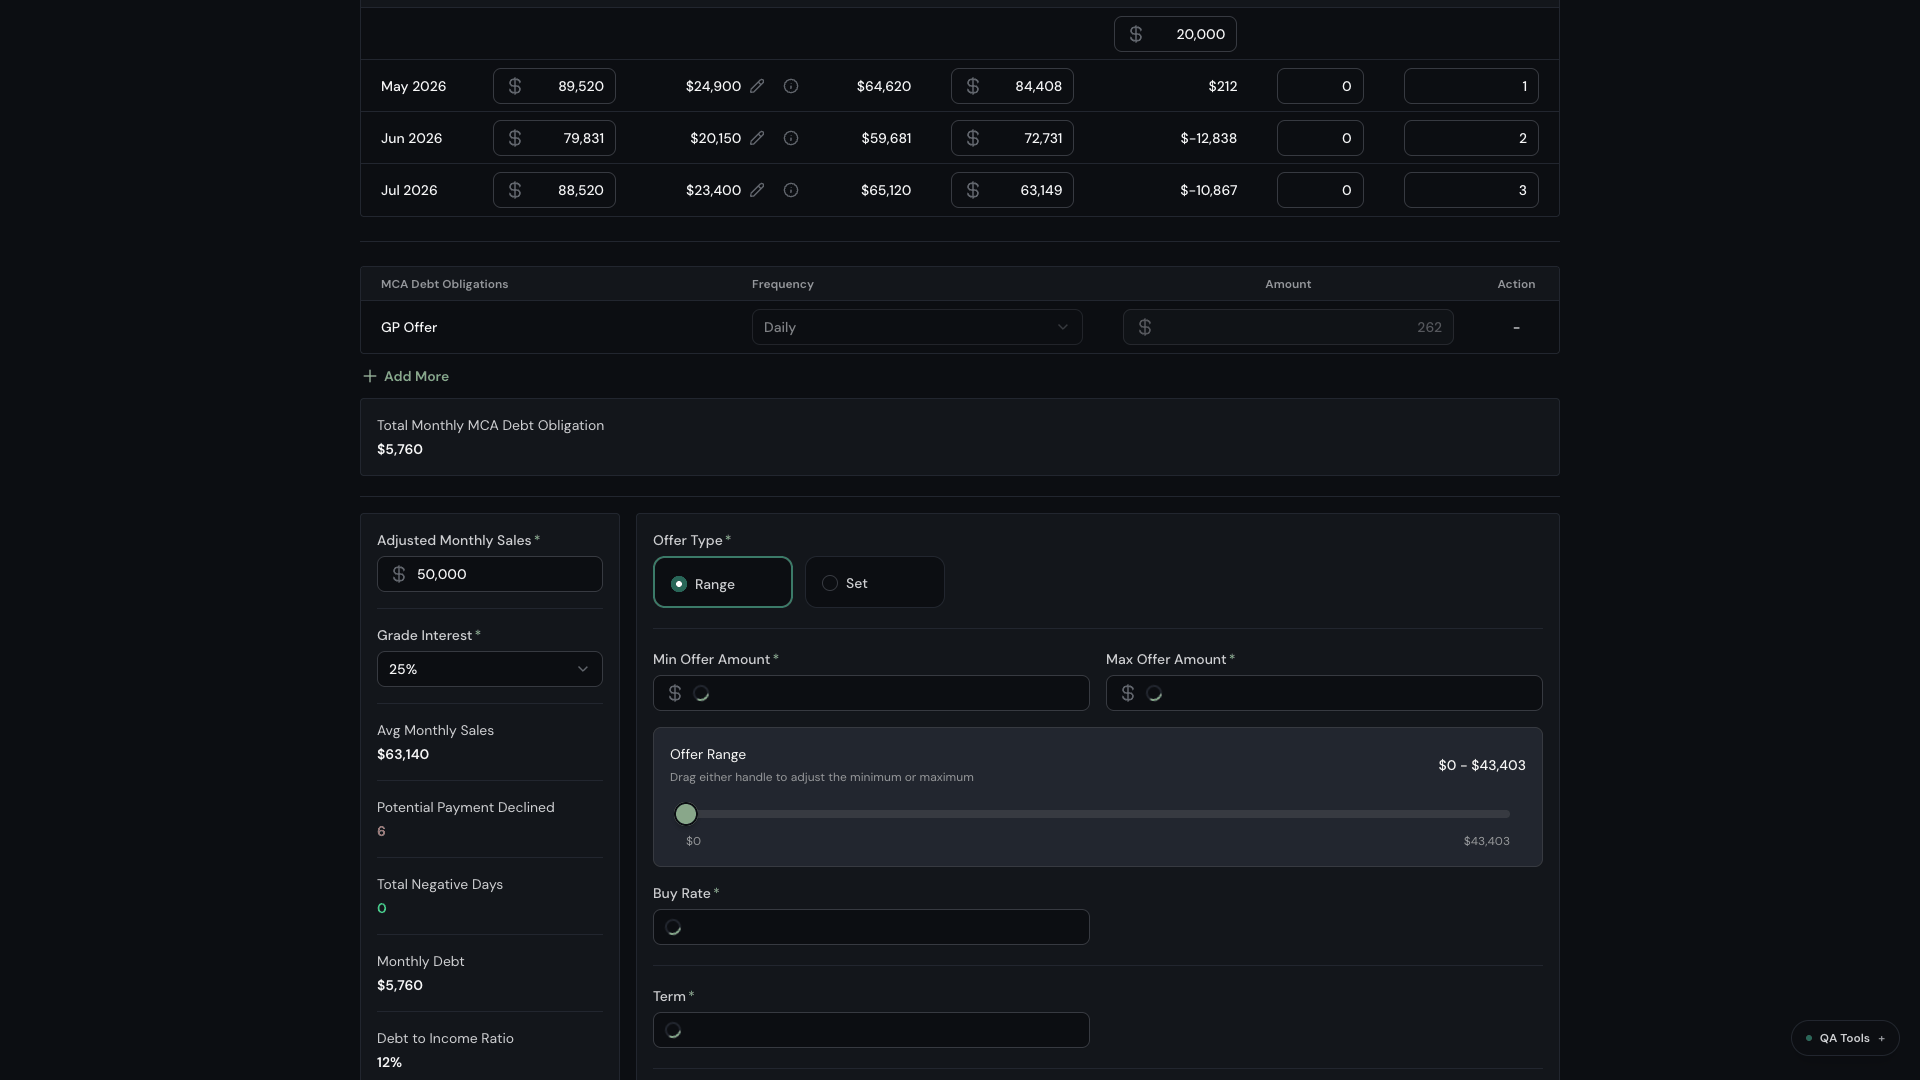 $ 20,000
May 2026 $ 89,520 $24,900 $64,620 $ 84,408 $212 0 1
Jun 2026 $ 79,831 $20,150 $59,681 $ 72,731 $-12,838 0 2
Jul 2026 $ 88,520 $23,400 $65,120 $ 63,149 $-10,867 0 3
MCA Debt Obligations Frequency Amount Action
GP Offer Daily $ 262 -
+ Add More
Total Monthly MCA Debt Obligation
$5,760
Adjusted Monthly Sales *
$ 50,000
Grade Interest *
25%
Avg Monthly Sales
$63,140
Potential Payment Declined
6
Total Negative Days
0
Monthly Debt
$5,760
Debt to Income Ratio
12%
Offer Type *
Range Set
Min Offer Amount * Max Offer Amount *
$ $
Offer Range
$0 - $43,403
Drag either handle to adjust the minimum or maximum
$0 $43,403
Buy Rate *
Term *
QA Tools +